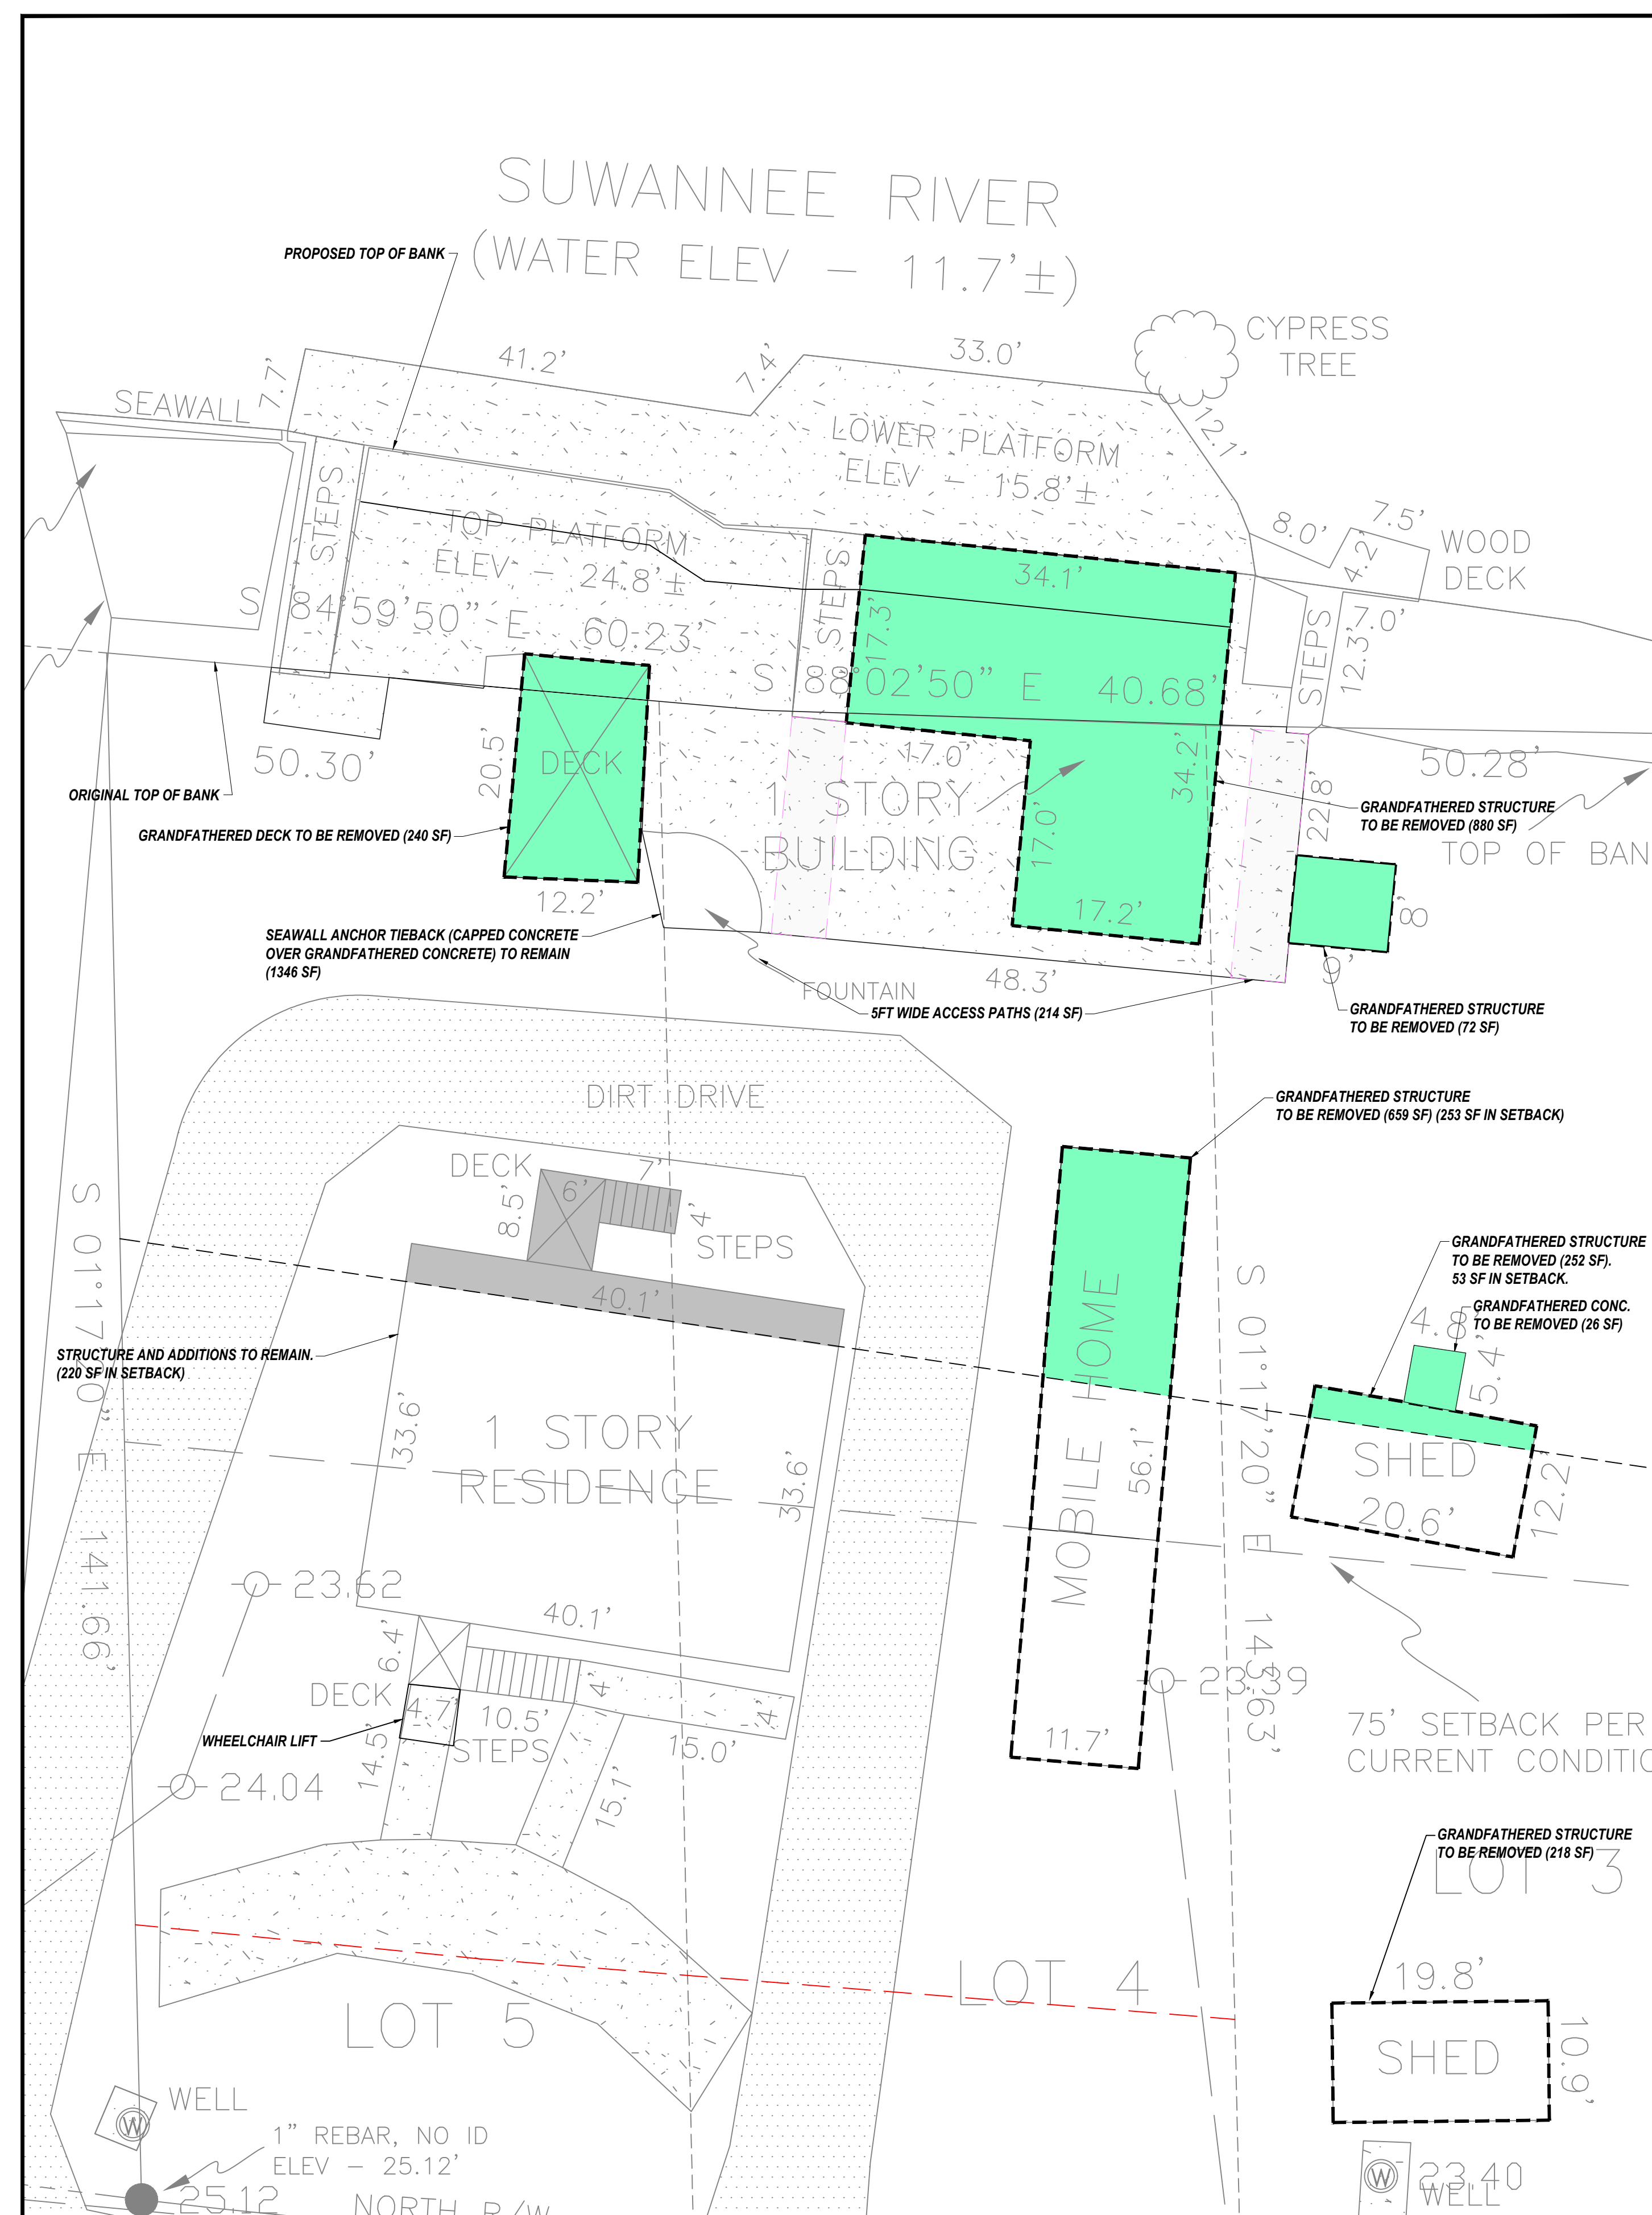 SUWANNEE RIVER
(WATER ELEV - 11.7'±)
PROPOSED TOP OF BANK
CYPRESS
TREE
41.2'
7.4'
33.0'
7.7'
SEAWALL
12.1'
LOWER PLATFORM
ELEV - 15.8'±
STEPS
TOP PLATFORM
ELEV - 24.8'±
STEPS
34.1'
17.3'
8.0'
7.5'
4.2'
WOOD
DECK
7.0'
STEPS
12.3'
S 84°59'50" E 60.23'
S 88°02'50" E 40.68'
50.30'
20.5'
DECK
12.2'
17.0'
1 STORY
BUILDING
17.0'
34.2'
17.2'
22.8'
50.28'
ORIGINAL TOP OF BANK
GRANDFATHERED DECK TO BE REMOVED (240 SF)
GRANDFATHERED STRUCTURE
TO BE REMOVED (880 SF)
TOP OF BAN
8'
9'
SEAWALL ANCHOR TIEBACK (CAPPED CONCRETE
OVER GRANDFATHERED CONCRETE) TO REMAIN
(1346 SF)
FOUNTAIN
48.3'
5FT WIDE ACCESS PATHS (214 SF)
GRANDFATHERED STRUCTURE
TO BE REMOVED (72 SF)
DIRT DRIVE
GRANDFATHERED STRUCTURE
TO BE REMOVED (659 SF) (253 SF IN SETBACK)
DECK
7'
6'
8.5'
4'
STEPS
40.1'
S 01°17'20" E 141.66'
S 01°17'20" E 143.63'
GRANDFATHERED STRUCTURE
TO BE REMOVED (252 SF).
53 SF IN SETBACK.
GRANDFATHERED CONC.
TO BE REMOVED (26 SF)
4.8'
5.4'
STRUCTURE AND ADDITIONS TO REMAIN.
(220 SF IN SETBACK)
33.6'
1 STORY
RESIDENCE
33.6'
MOBILE HOME
56.1'
SHED
20.6'
12.2'
23.62
40.1'
6.4'
DECK
4.7'
10.5'
STEPS
4'
4'
15.0'
14.5'
15.1'
WHEELCHAIR LIFT
24.04
11.7'
23.39
75' SETBACK PER
CURRENT CONDITIO
GRANDFATHERED STRUCTURE
TO BE REMOVED (218 SF)
LOT 3
LOT 4
LOT 5
19.8'
SHED
10.9'
WELL
W
1" REBAR, NO ID
ELEV - 25.12'
25.12
NORTH R/W
W
23.40
WELL